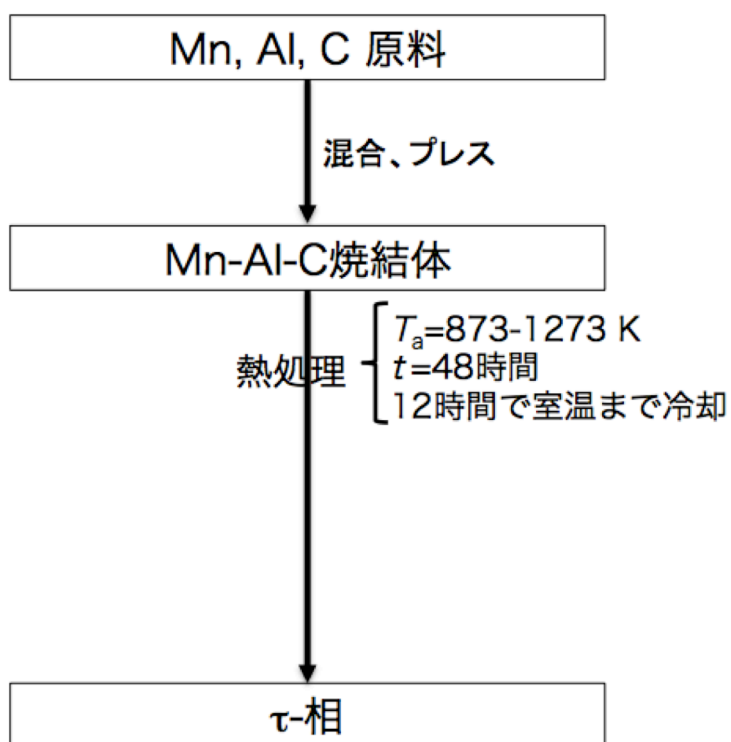 Mn, Al, C 原料
混合、プレス
Mn-Al-C焼結体
熱処理
Ta=873-1273 K
t=48時間
12時間で室温まで冷却
τ-相